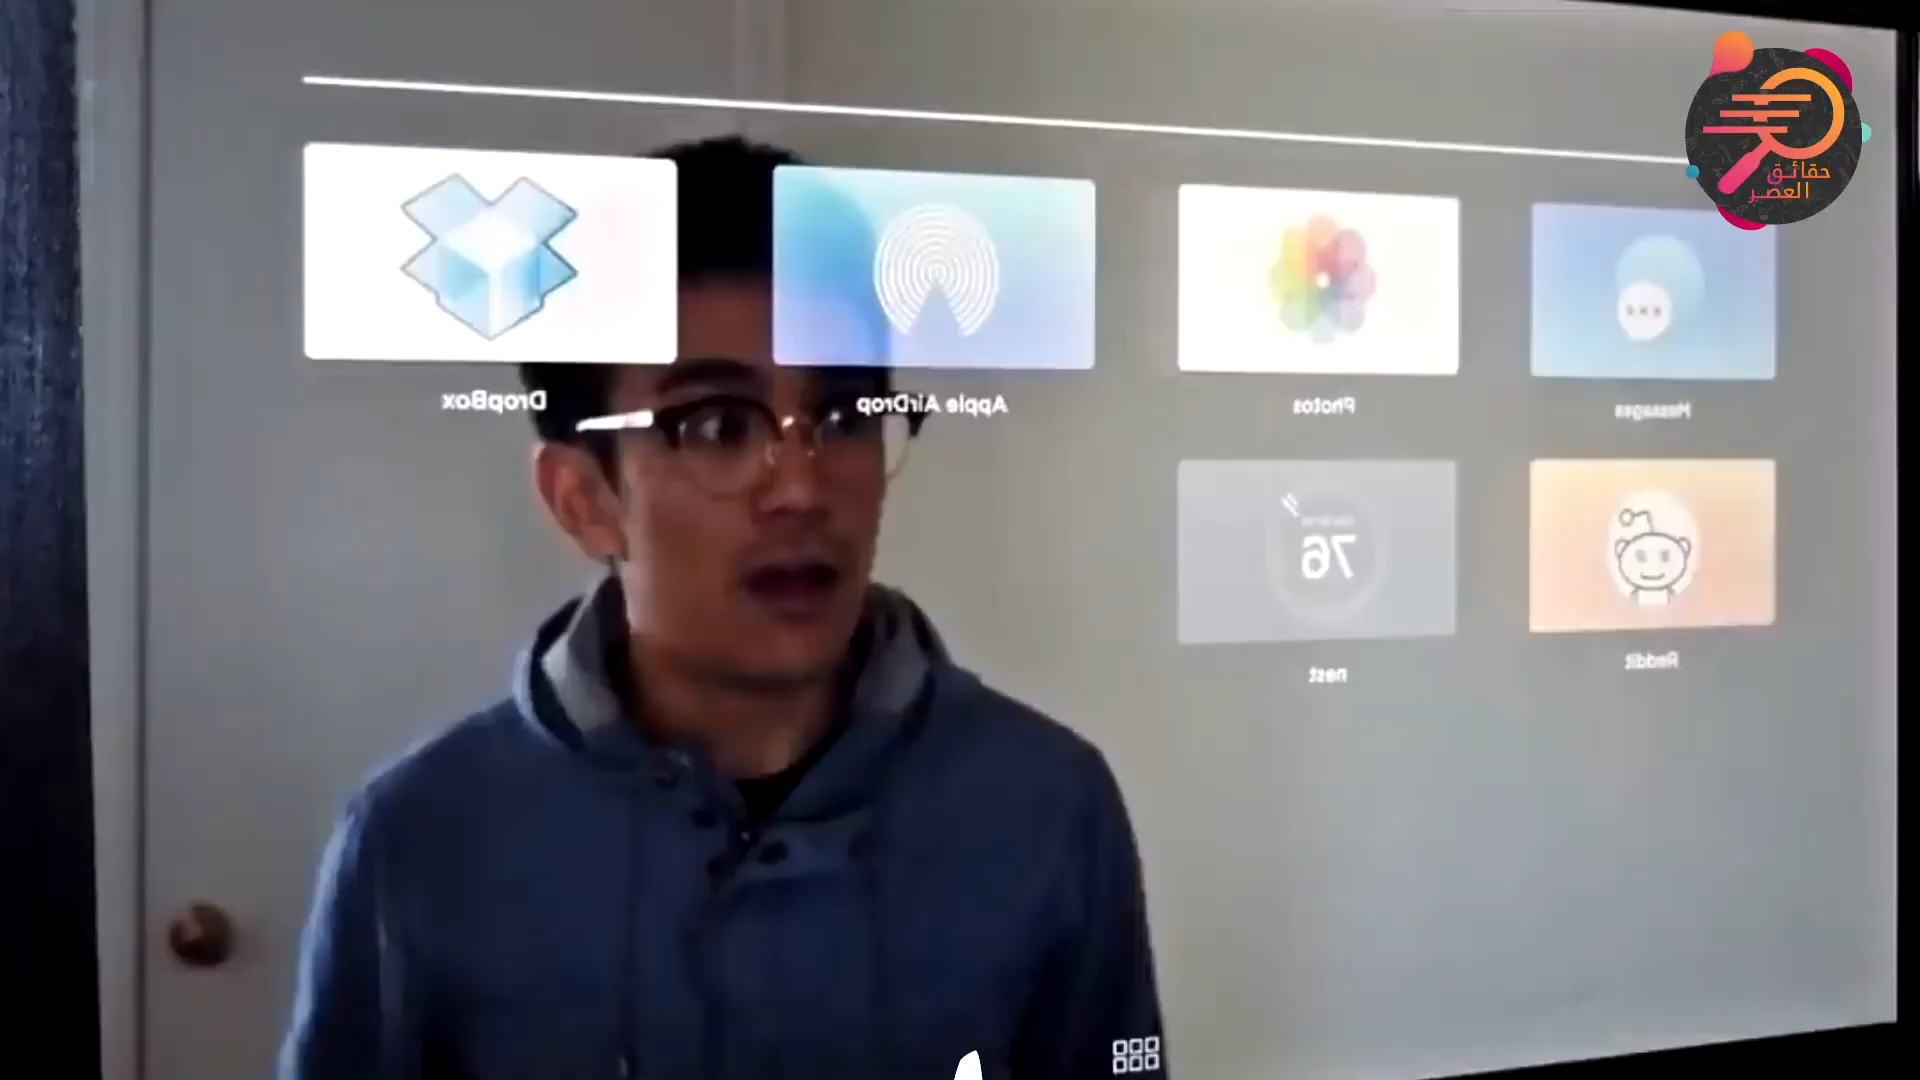 حقائق
العصر
DropBox
Apple AirDrop
Photos
Messages
76
nest
Reddit